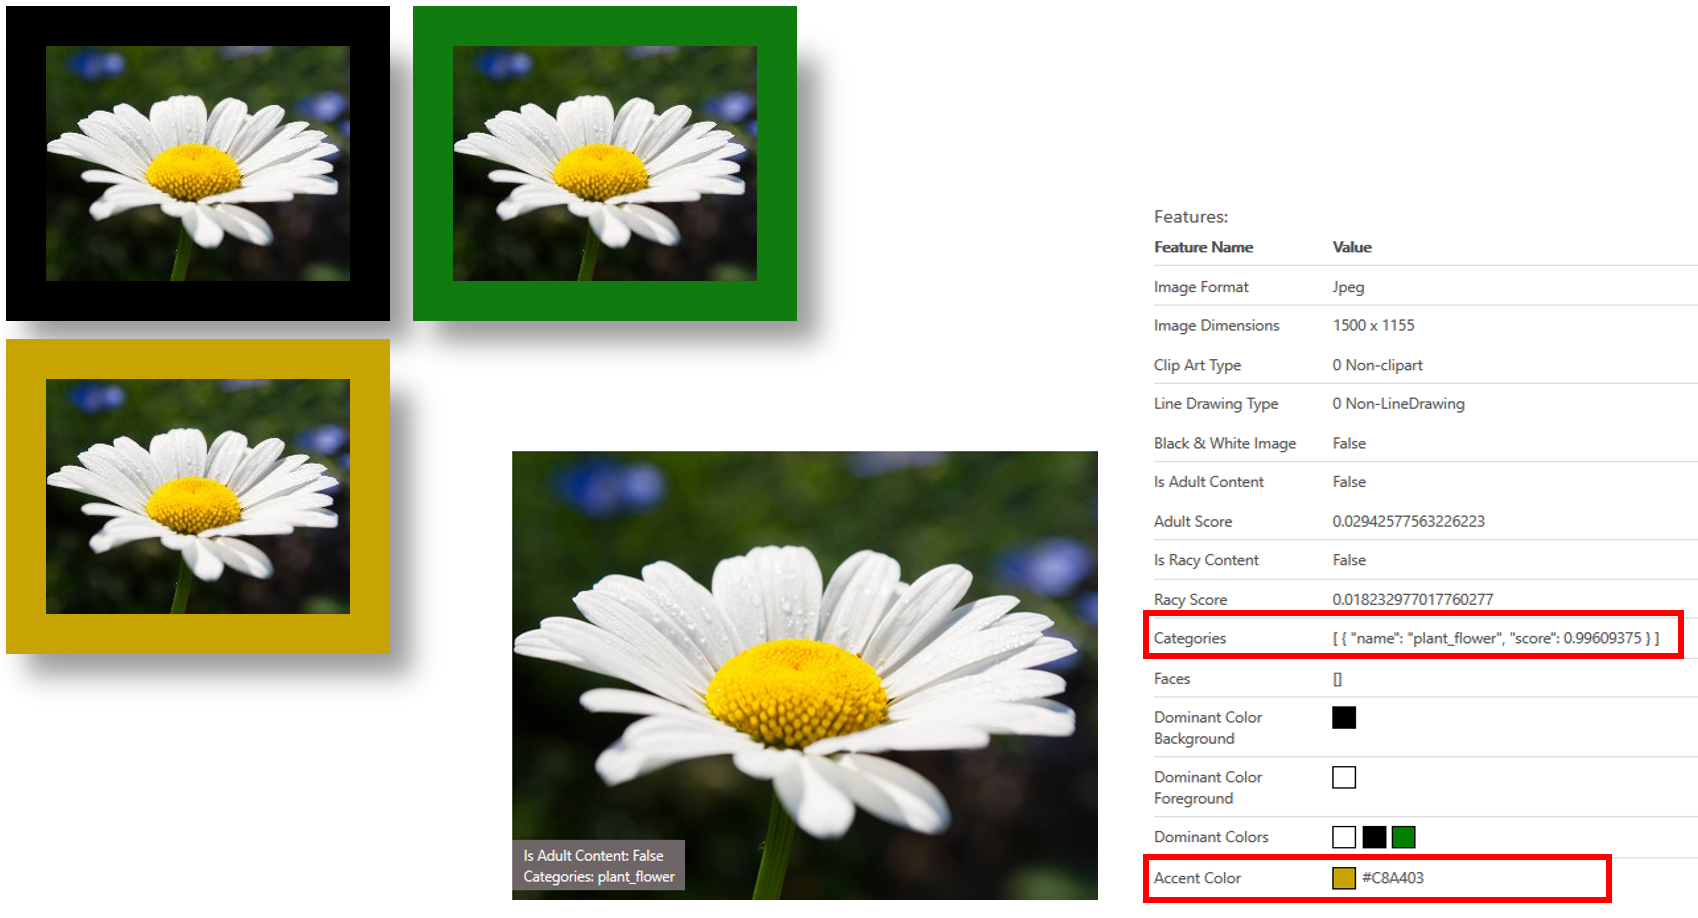 Features:
Feature Name Value
Image Format Jpeg
Image Dimensions 1500 x 1155
Clip Art Type 0 Non-clipart
Line Drawing Type 0 Non-LineDrawing
Black & White Image False
Is Adult Content False
Adult Score 0.02942577563226223
Is Racy Content False
Racy Score 0.018232977017760277
Categories [ { "name": "plant_flower", "score": 0.99609375 } ]
Faces []
Dominant Color
Background
Dominant Color
Foreground
Dominant Colors
Accent Color #C8A403
Is Adult Content: False
Categories: plant_flower